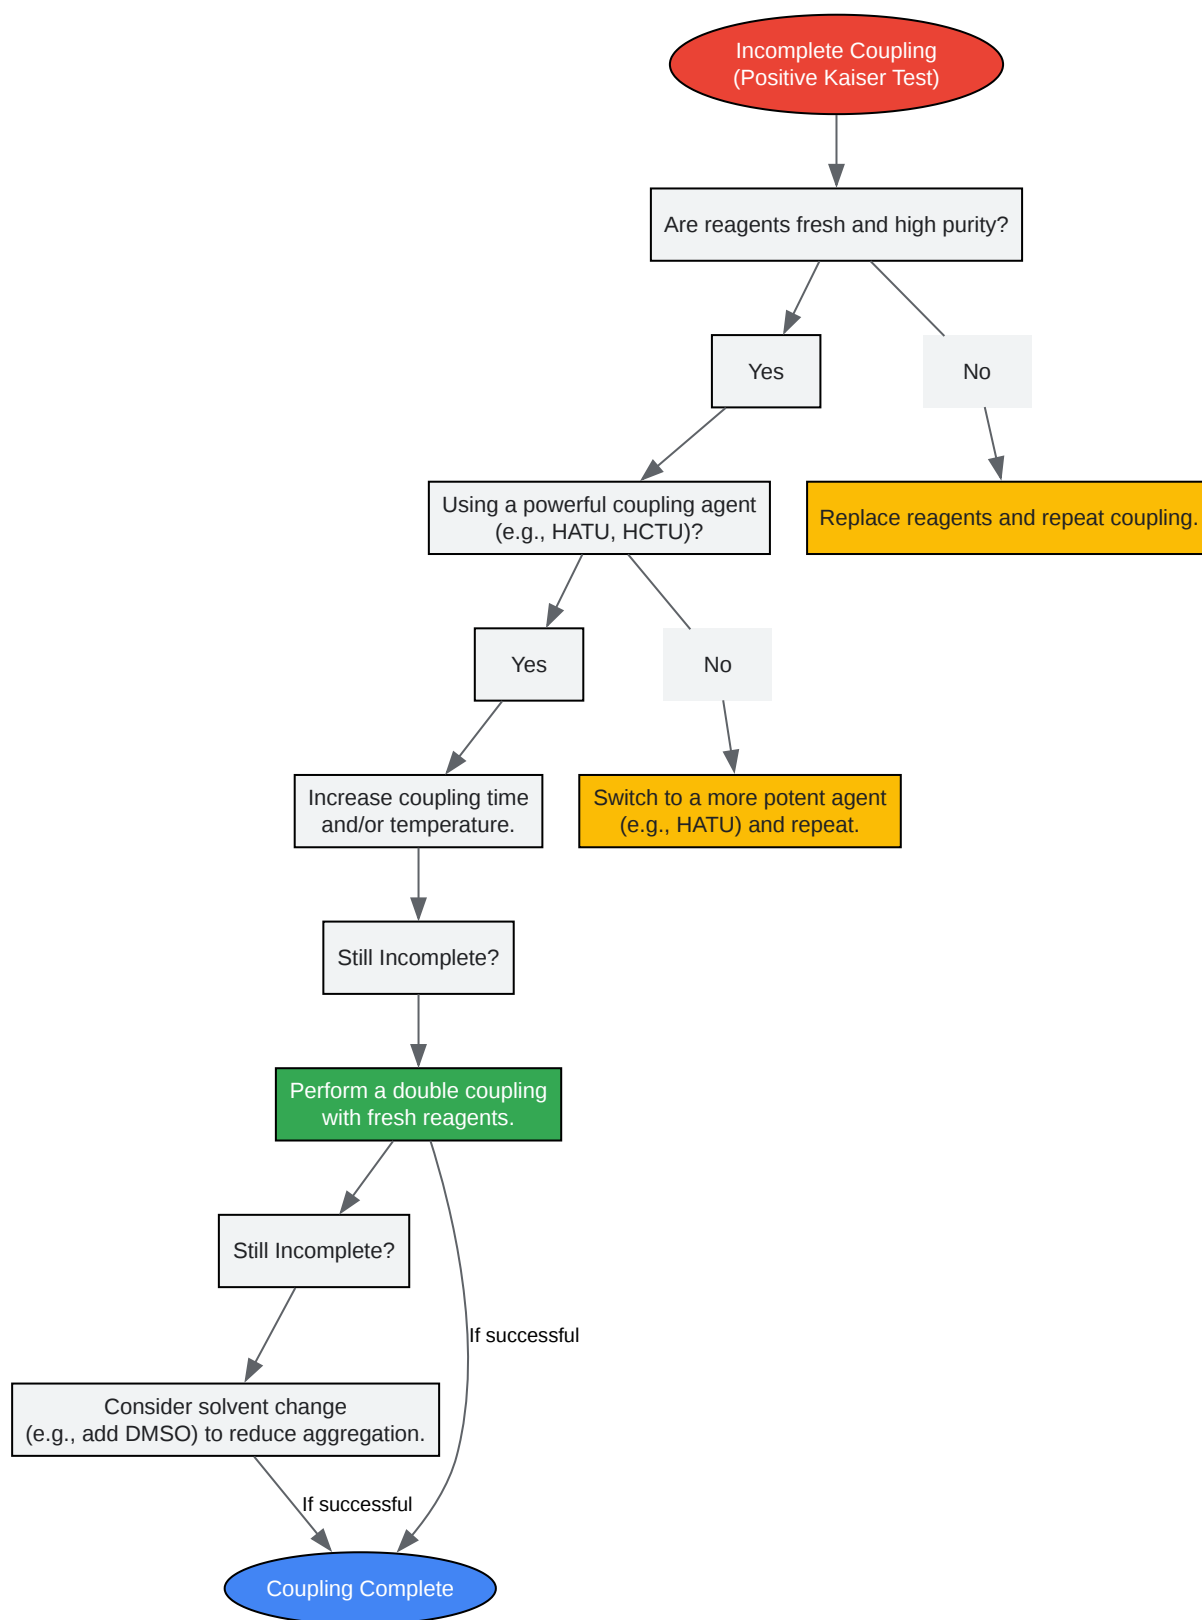 Incomplete Coupling
(Positive Kaiser Test)
Are reagents fresh and high purity?
Yes
No
Using a powerful coupling agent
(e.g., HATU, HCTU)?
Replace reagents and repeat coupling.
Yes
No
Increase coupling time
and/or temperature.
Switch to a more potent agent
(e.g., HATU) and repeat.
Still Incomplete?
Perform a double coupling
with fresh reagents.
Still Incomplete?
If successful
Consider solvent change
(e.g., add DMSO) to reduce aggregation.
If successful
Coupling Complete